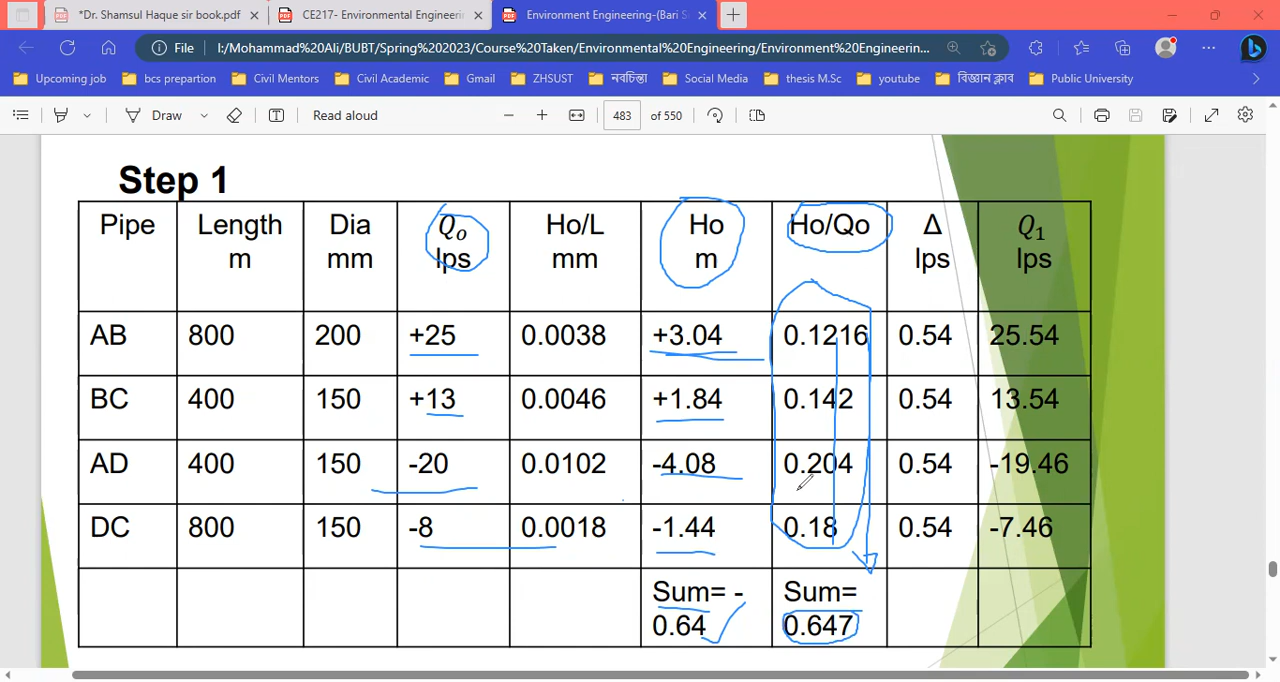 *Dr. Shamsul Haque sir book.pdf
CE217- Environmental Engineerin
Environment Engineering-(Bari S
File
I:/Mohammad%20Ali/BUBT/Spring%202023/Course%20Taken/Environmental%20Engineering/Environment%20Engineerin...
Upcoming job
bcs prepartion
Civil Mentors
Civil Academic
Gmail
ZHSUST
নবচিন্তা
Social Media
thesis M.Sc
youtube
বিজ্ঞান ক্লাব
Public University
Draw
Read aloud
483 of 550
Step 1
Pipe Length m Dia mm Qo lps Ho/L mm Ho m Ho/Qo Δ lps Q1 lps
AB 800 200 +25 0.0038 +3.04 0.1216 0.54 25.54
BC 400 150 +13 0.0046 +1.84 0.142 0.54 13.54
AD 400 150 -20 0.0102 -4.08 0.204 0.54 -19.46
DC 800 150 -8 0.0018 -1.44 0.18 0.54 -7.46
Sum= - Sum=
0.64 0.647